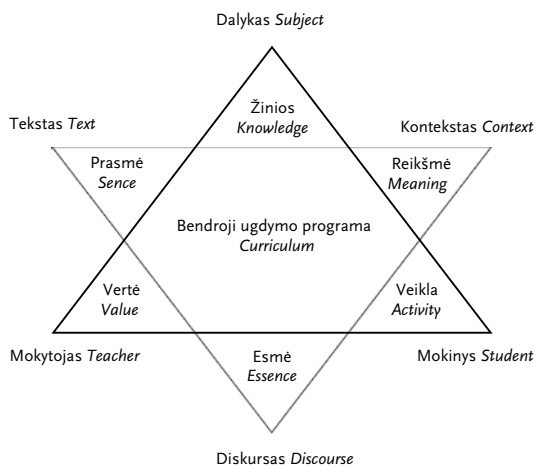 Dalykas Subject
Žinios
Knowledge
Tekstas Text
Kontekstas Context
Prasmė
Sence
Reikšmė
Meaning
Bendroji ugdymo programa
Curriculum
Vertė
Value
Veikla
Activity
Mokytojas Teacher
Esmė
Essence
Mokinys Student
Diskursas Discourse